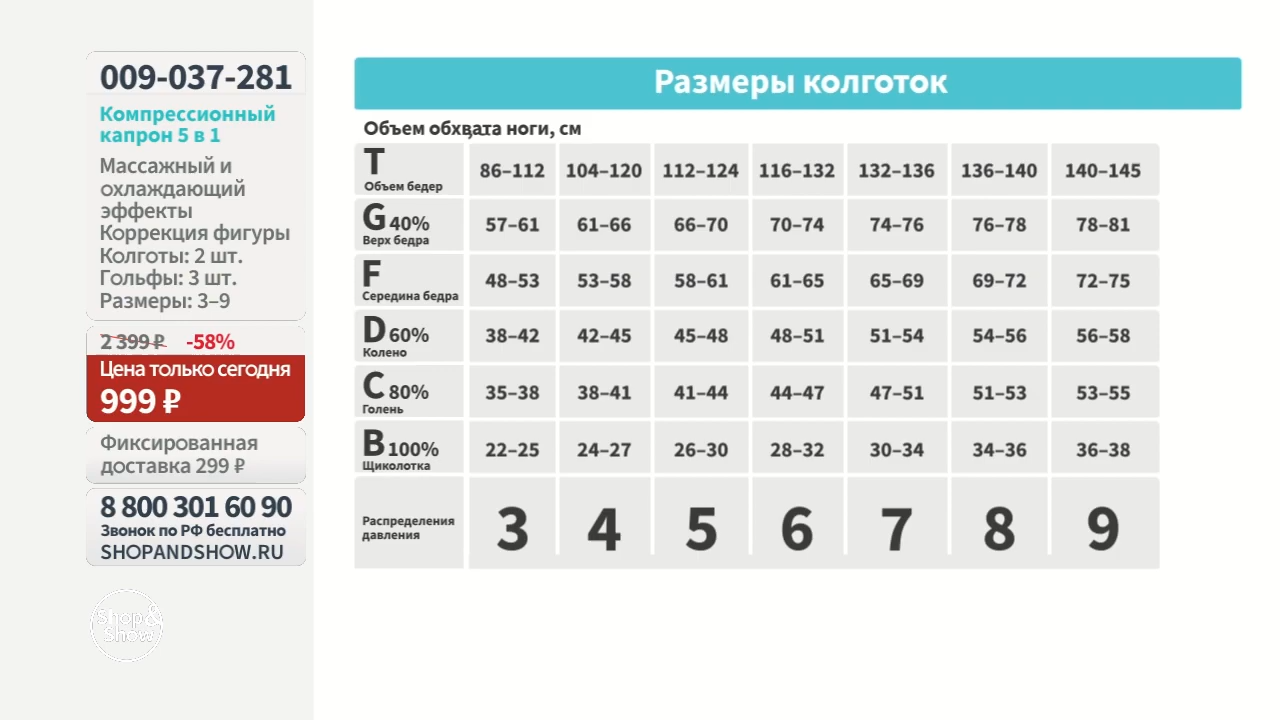 009-037-281
Компрессионный
капрон 5 в 1
Массажный и
охлаждающий
эффекты
Коррекция фигуры
Колготы: 2 шт.
Гольфы: 3 шт.
Размеры: 3–9
2 399 ₽ -58%
Цена только сегодня
999 ₽
Фиксированная
доставка 299 ₽
8 800 301 60 90
Звонок по РФ бесплатно
SHOPANDSHOW.RU
Shop&
Show
Размеры колготок
Объем обхвата ноги, см
T 86–112 104–120 112–124 116–132 132–136 136–140 140–145
Объем бедер
G 40% 57–61 61–66 66–70 70–74 74–76 76–78 78–81
Верх бедра
F 48–53 53–58 58–61 61–65 65–69 69–72 72–75
Середина бедра
D 60% 38–42 42–45 45–48 48–51 51–54 54–56 56–58
Колено
C 80% 35–38 38–41 41–44 44–47 47–51 51–53 53–55
Голень
B 100% 22–25 24–27 26–30 28–32 30–34 34–36 36–38
Щиколотка
Распределения
давления
3 4 5 6 7 8 9